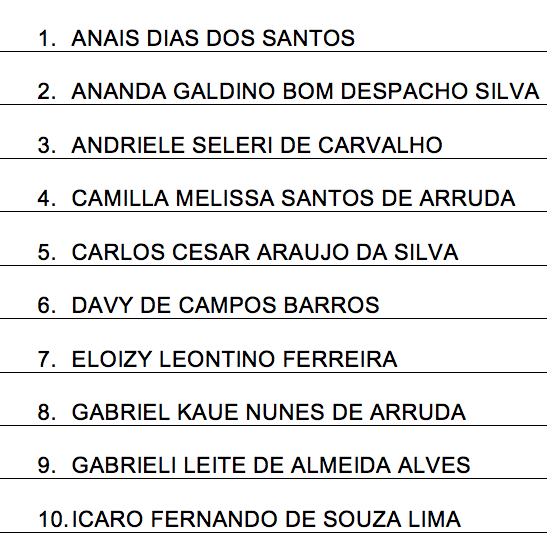 1. ANAIS DIAS DOS SANTOS
2. ANANDA GALDINO BOM DESPACHO SILVA
3. ANDRIELE SELERI DE CARVALHO
4. CAMILLA MELISSA SANTOS DE ARRUDA
5. CARLOS CESAR ARAUJO DA SILVA
6. DAVY DE CAMPOS BARROS
7. ELOIZY LEONTINO FERREIRA
8. GABRIEL KAUE NUNES DE ARRUDA
9. GABRIELI LEITE DE ALMEIDA ALVES
10. ICARO FERNANDO DE SOUZA LIMA